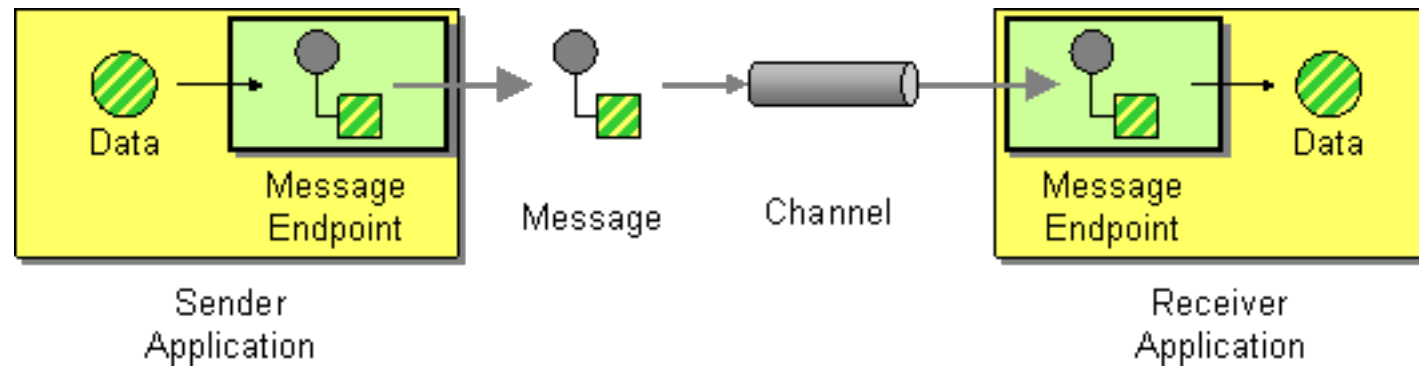 Data
Message
Endpoint
Sender
Application
Message
Channel
Message
Endpoint
Data
Receiver
Application